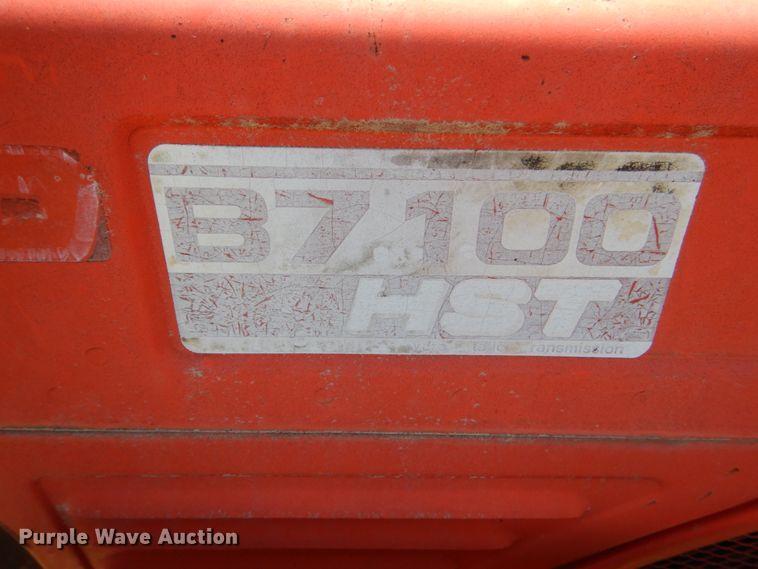 B7100
HST
transmission
Purple Wave Auction